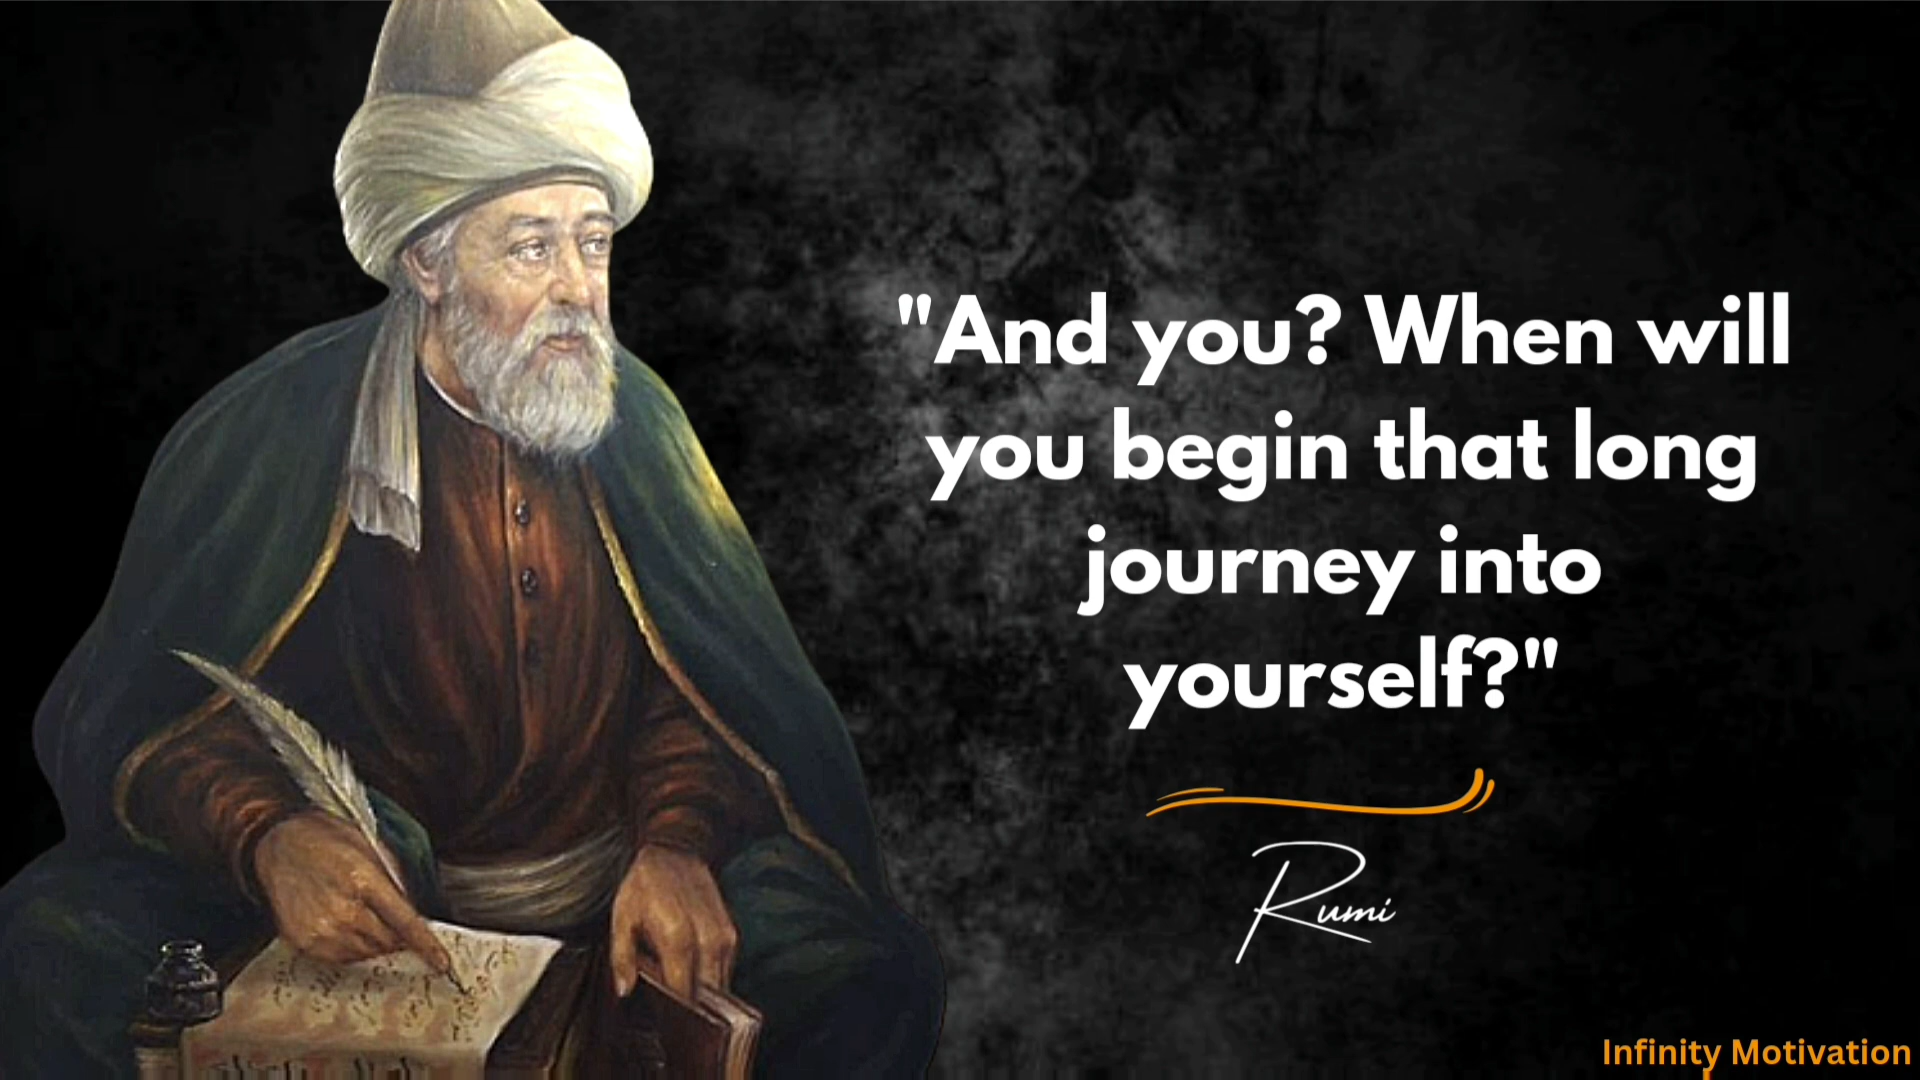 "And you? When will
you begin that long
journey into
yourself?"
Rumi
Infinity Motivation